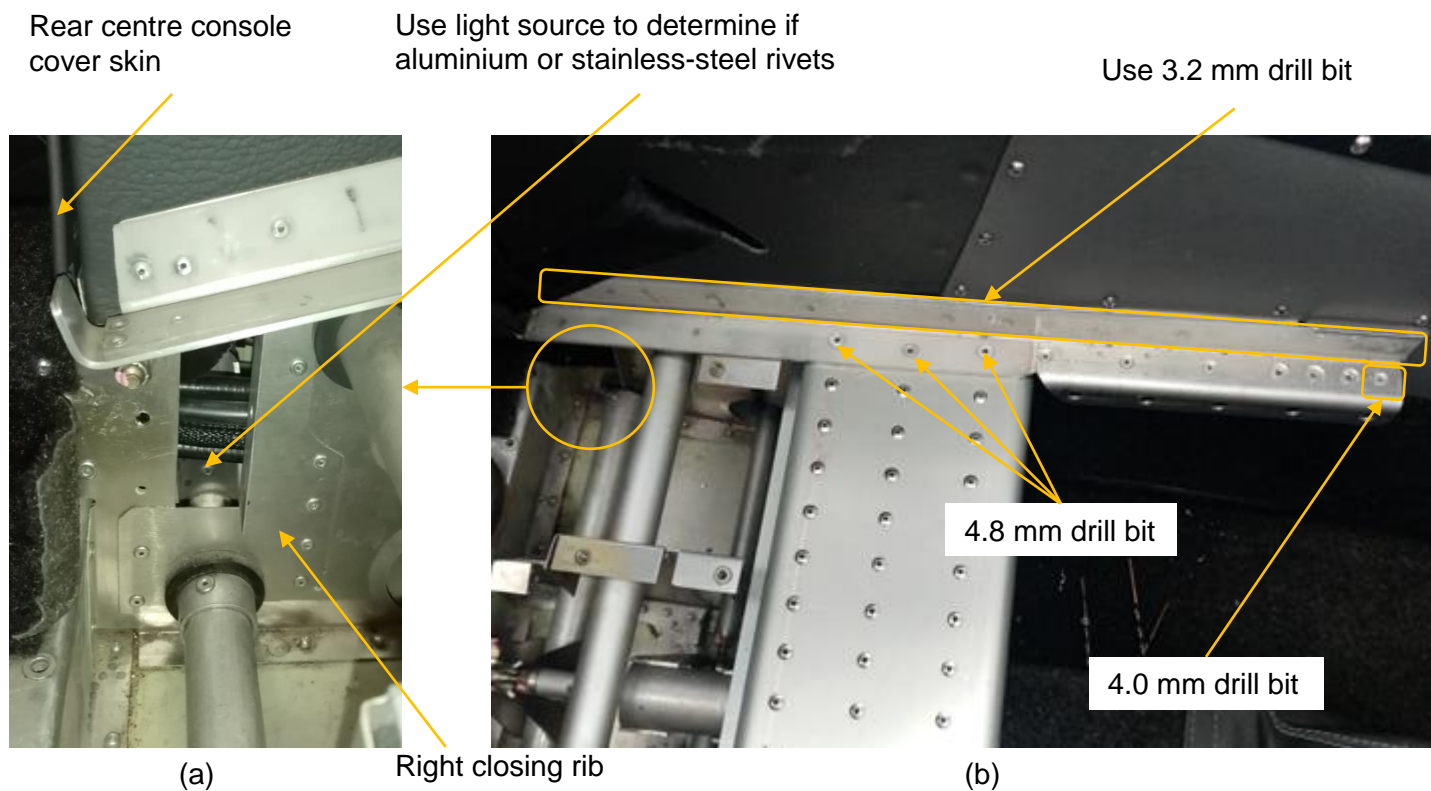 Rear centre console
cover skin
Use light source to determine if
aluminium or stainless-steel rivets
Use 3.2 mm drill bit
4.8 mm drill bit
4.0 mm drill bit
Right closing rib
(a)
(b)